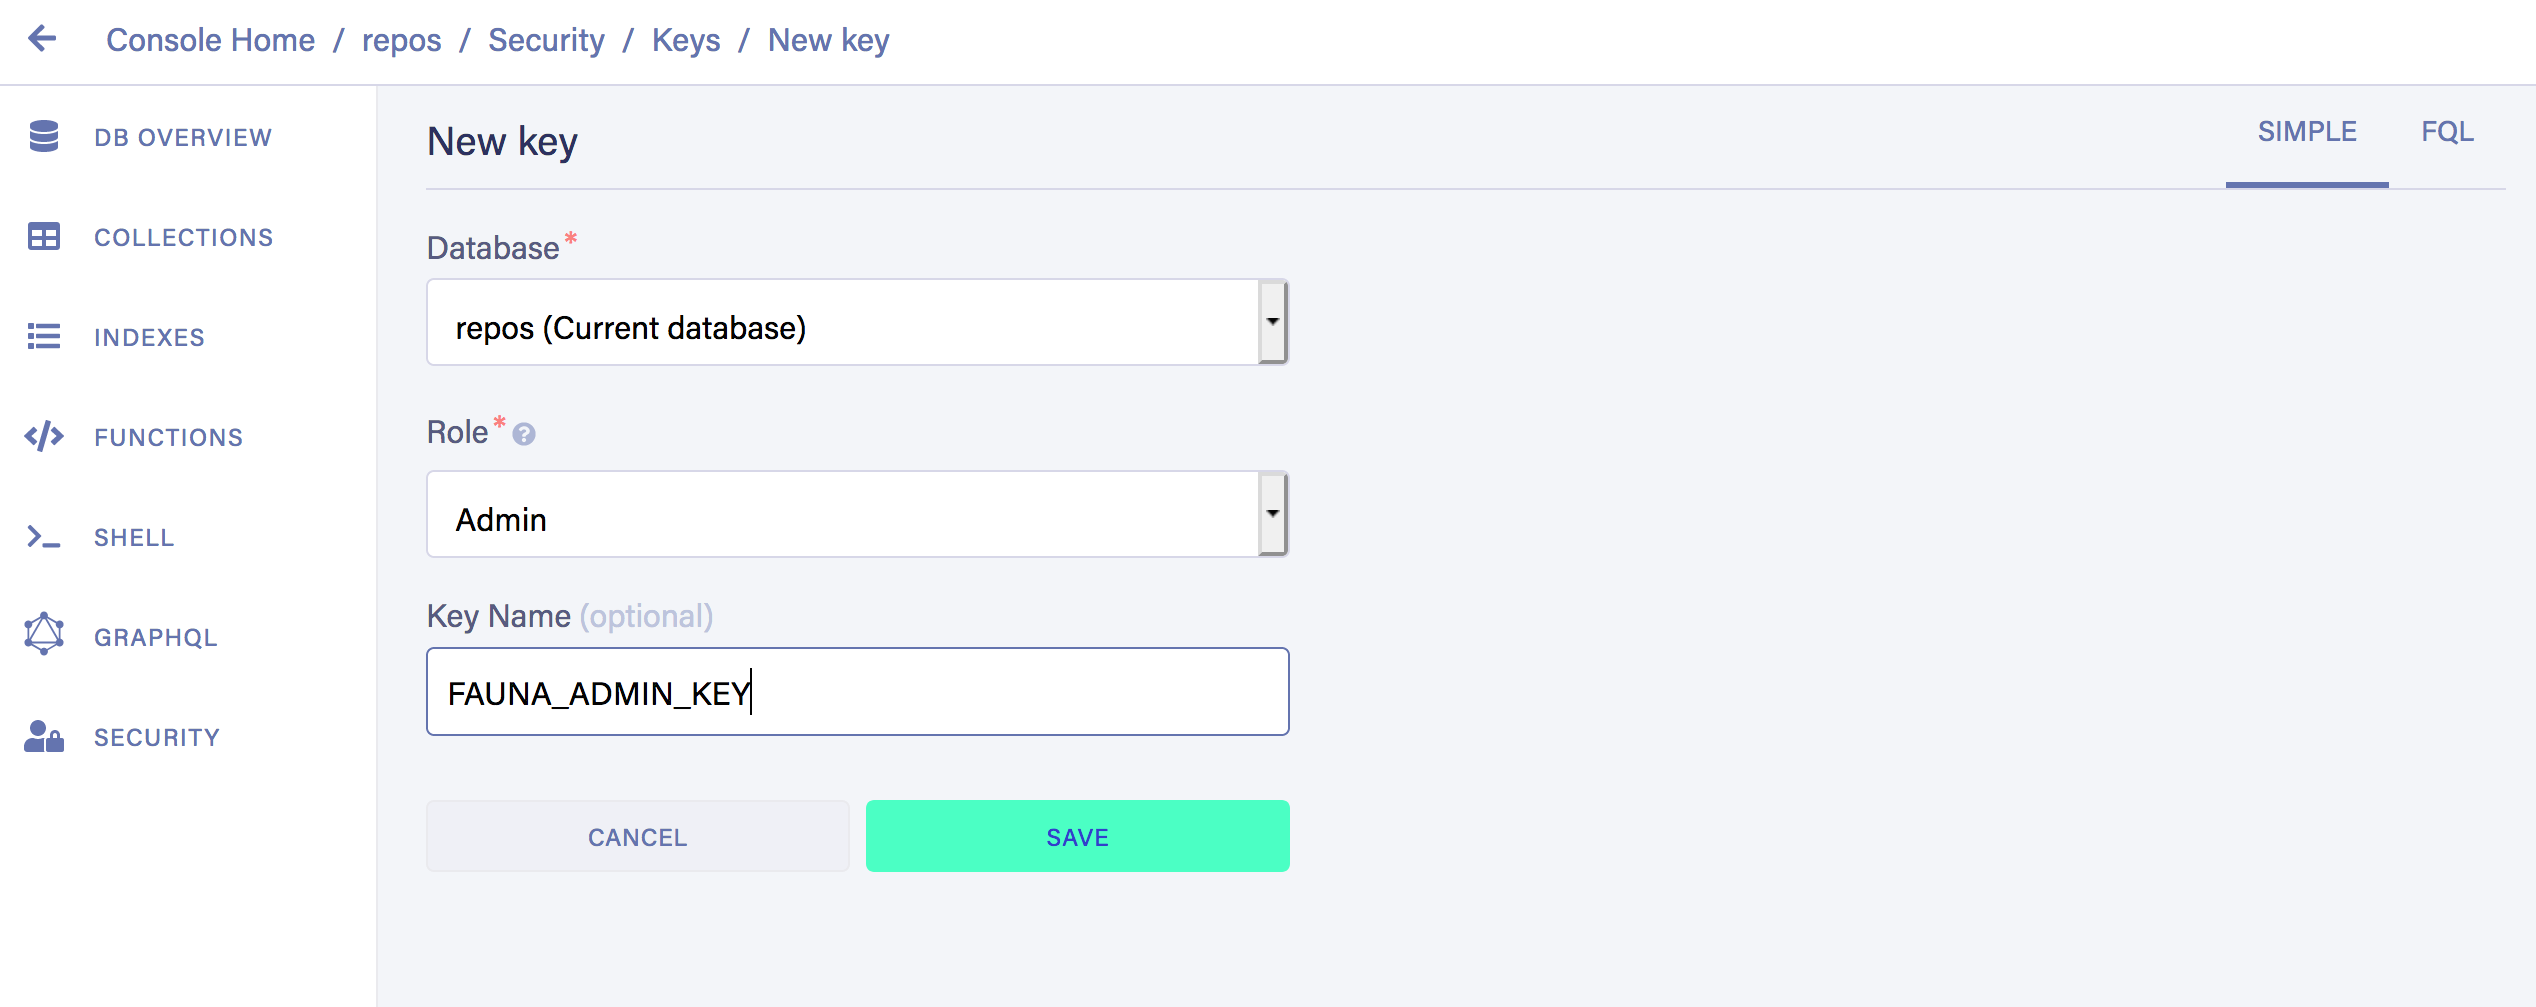 Console Home / repos / Security / Keys / New key
DB OVERVIEW
COLLECTIONS
INDEXES
FUNCTIONS
SHELL
GRAPHQL
SECURITY
New key
SIMPLE
FQL
Database*
repos (Current database)
Role* ?
Admin
Key Name (optional)
FAUNA_ADMIN_KEY
CANCEL
SAVE